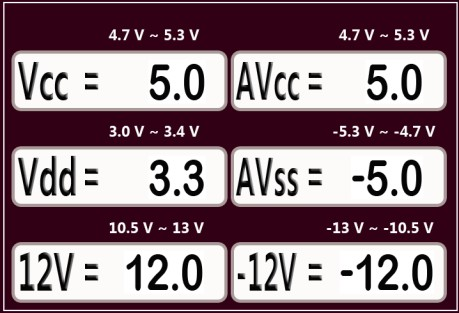 4.7 V ~ 5.3 V 4.7 V ~ 5.3 V
Vcc = 5.0 AVcc = 5.0
3.0 V ~ 3.4 V -5.3 V ~ -4.7 V
Vdd = 3.3 AVss = -5.0
10.5 V ~ 13 V -13 V ~ -10.5 V
12V = 12.0 -12V = -12.0